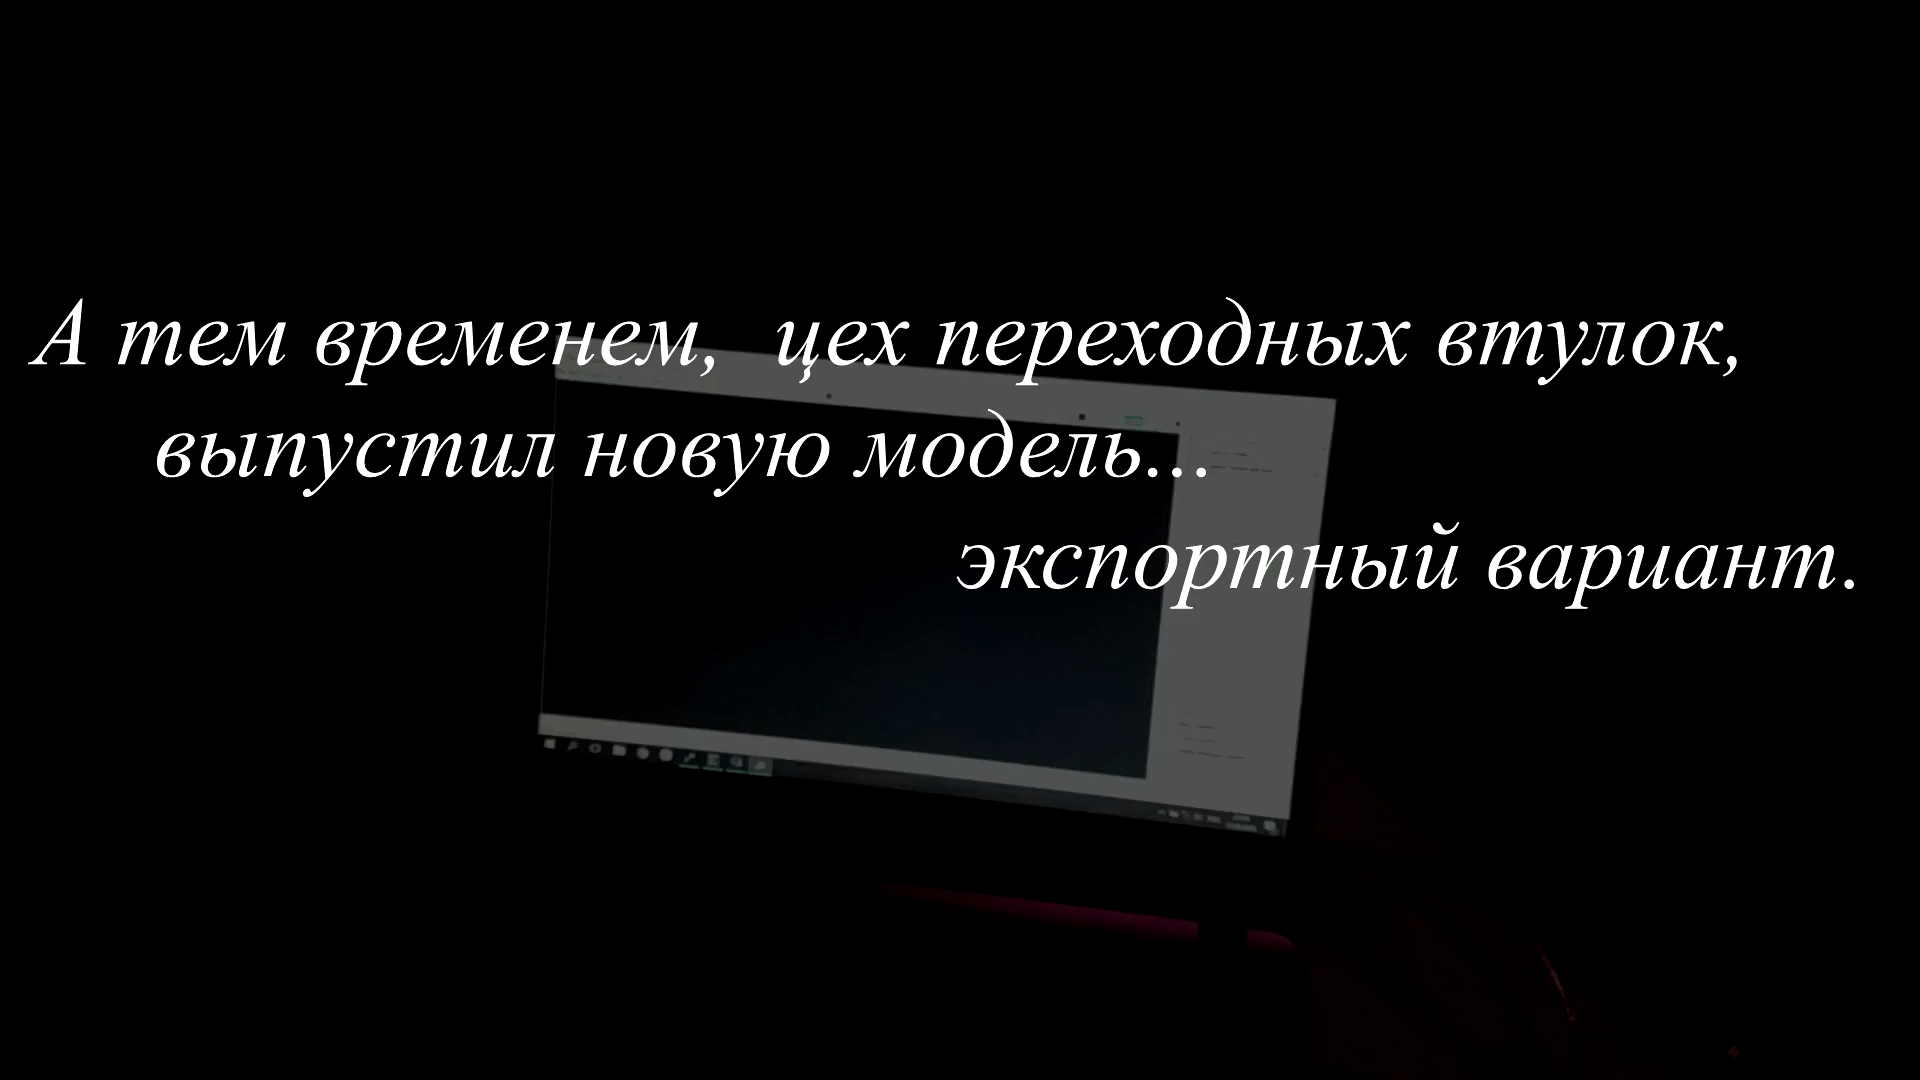 А тем временем, цех переходных втулок,
выпустил новую модель...
экспортный вариант.